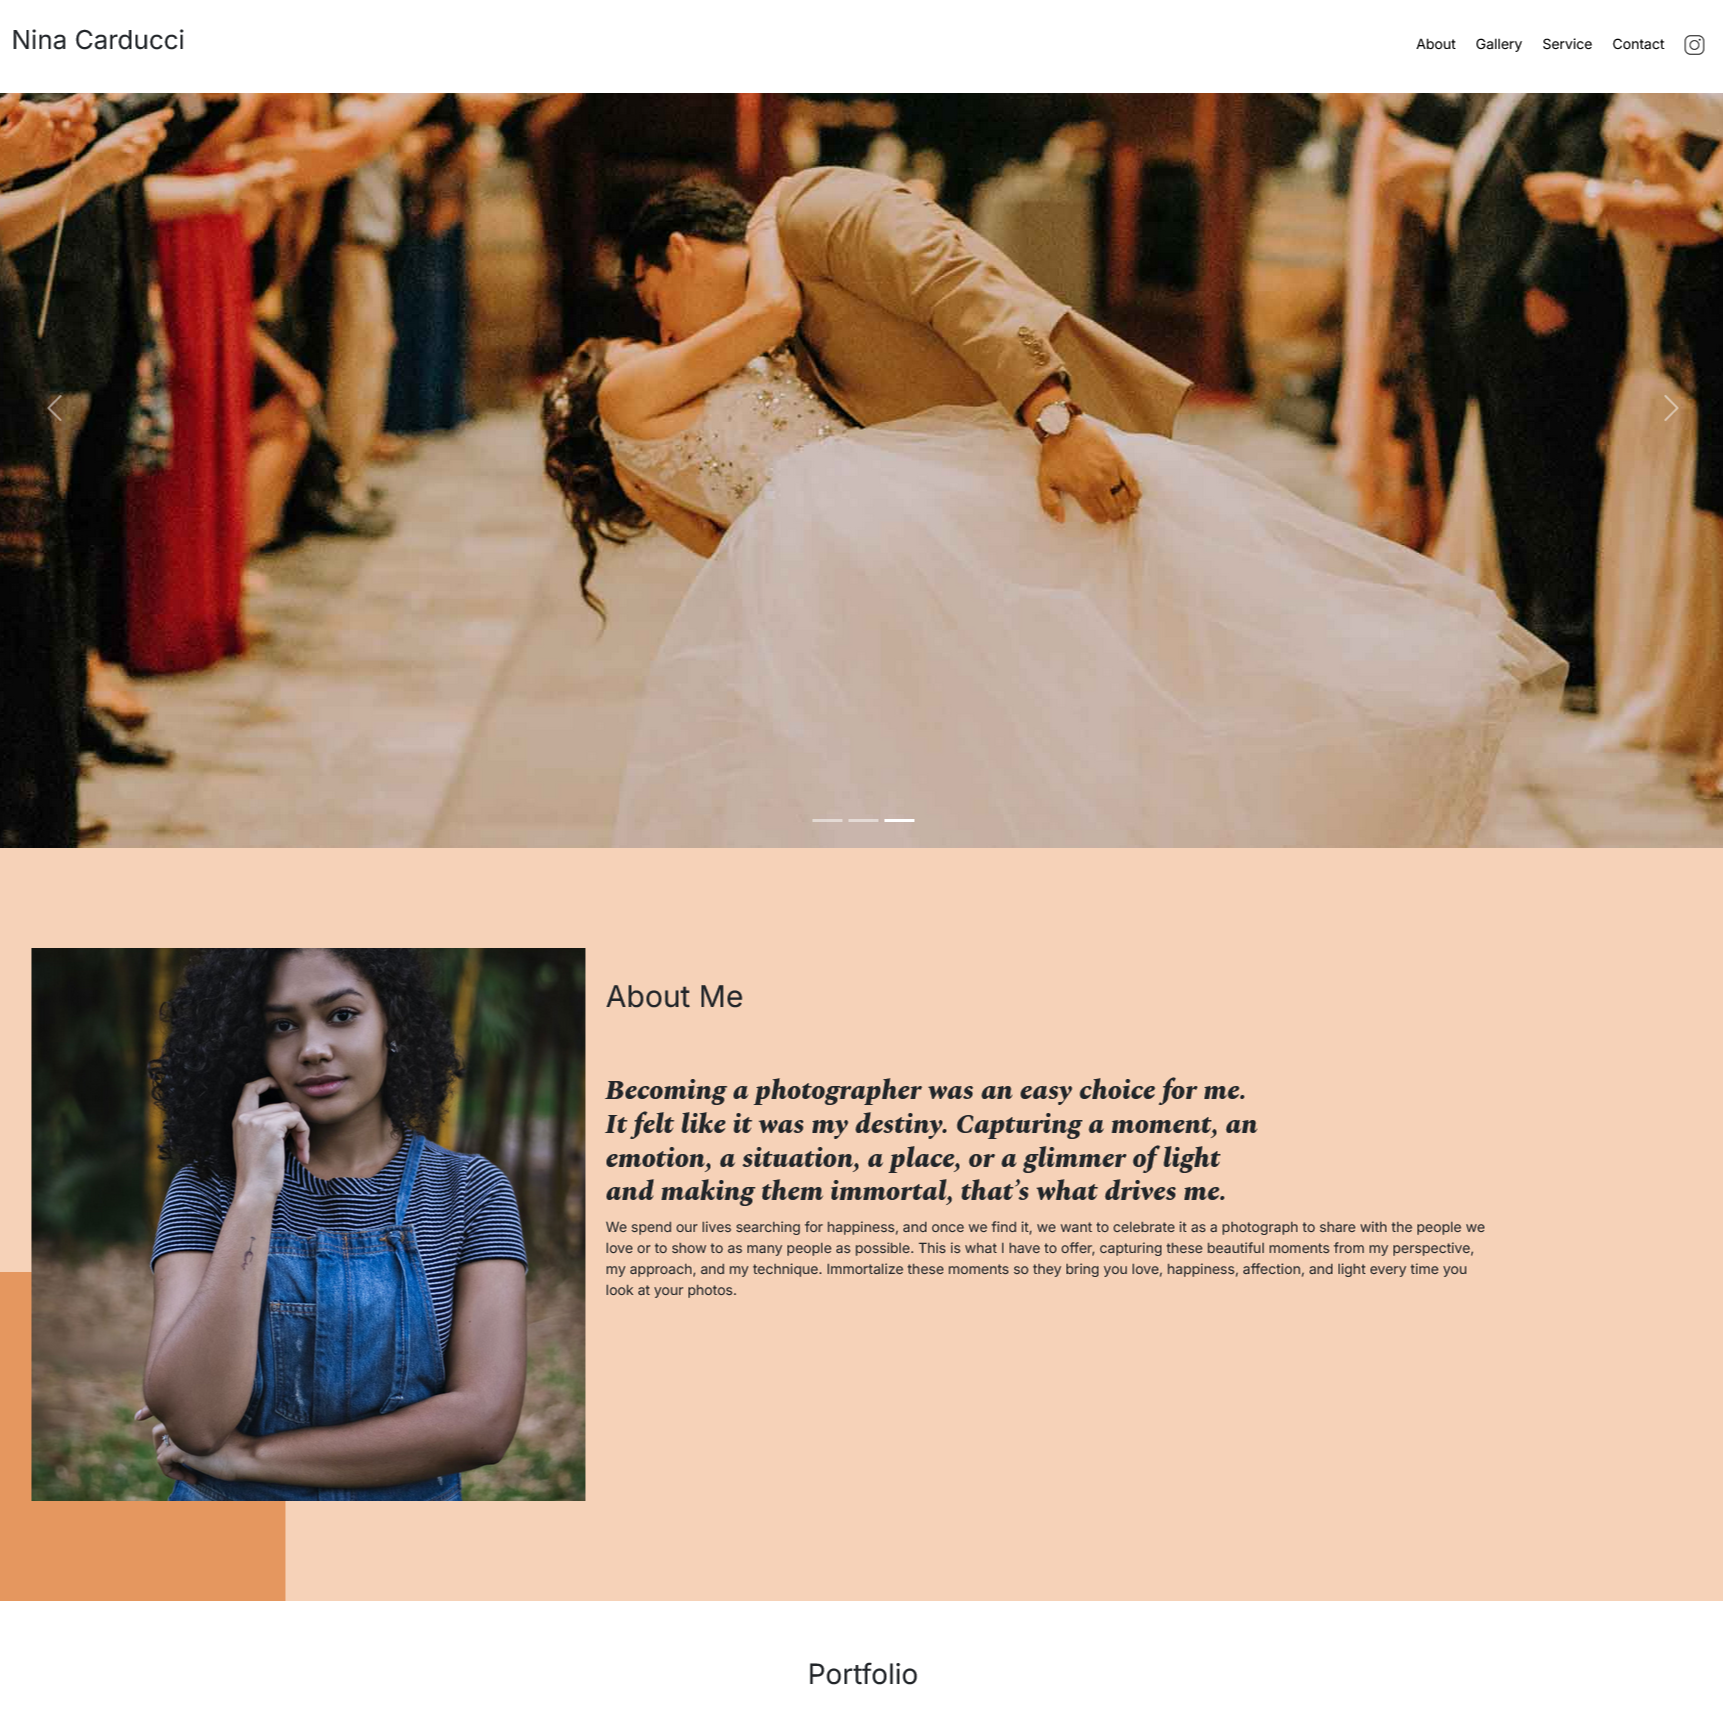 Nina Carducci
About Gallery Service Contact
About Me
Becoming a photographer was an easy choice for me.
It felt like it was my destiny. Capturing a moment, an
emotion, a situation, a place, or a glimmer of light
and making them immortal, that’s what drives me.
We spend our lives searching for happiness, and once we find it, we want to celebrate it as a photograph to share with the people we
love or to show to as many people as possible. This is what I have to offer, capturing these beautiful moments from my perspective,
my approach, and my technique. Immortalize these moments so they bring you love, happiness, affection, and light every time you
look at your photos.
Portfolio